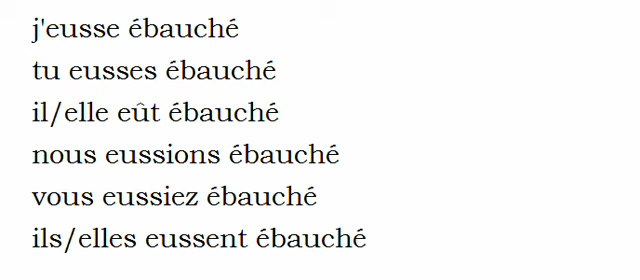 j'eusse ébauché
tu eusses ébauché
il/elle eût ébauché
nous eussions ébauché
vous eussiez ébauché
ils/elles eussent ébauché